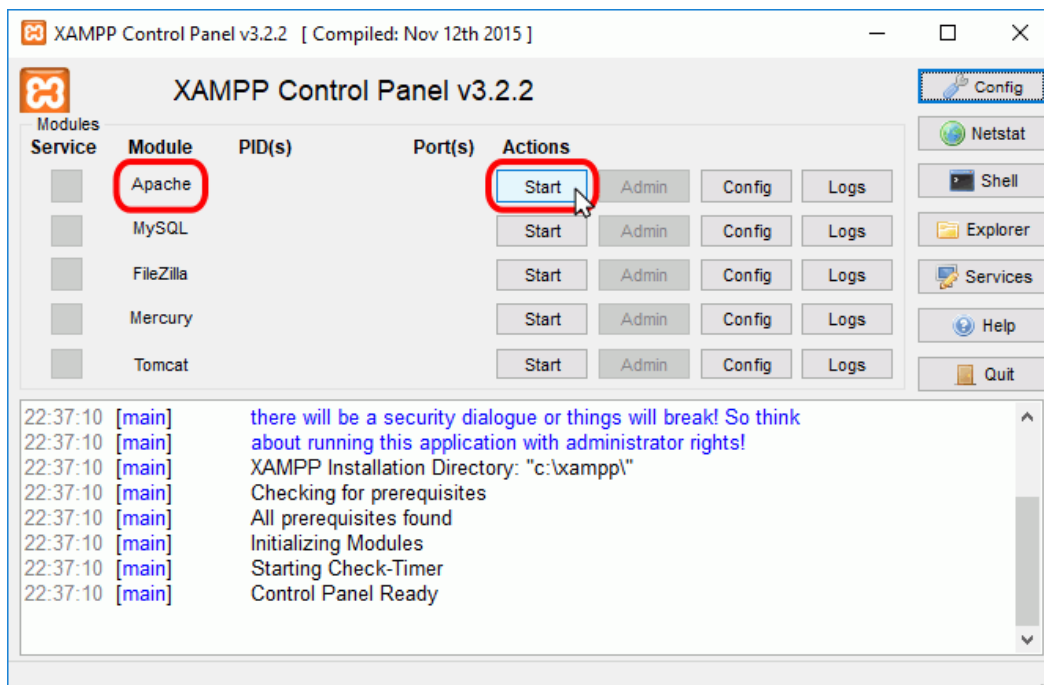 XAMPP Control Panel v3.2.2 [ Compiled: Nov 12th 2015 ]
XAMPP Control Panel v3.2.2
Config
Modules
Service Module PID(s) Port(s) Actions
Netstat
Apache Start Admin Config Logs
Shell
MySQL Start Admin Config Logs
Explorer
FileZilla Start Admin Config Logs
Services
Mercury Start Admin Config Logs
Help
Tomcat Start Admin Config Logs
Quit
22:37:10 [main] there will be a security dialogue or things will break! So think
22:37:10 [main] about running this application with administrator rights!
22:37:10 [main] XAMPP Installation Directory: "c:\xampp\"
22:37:10 [main] Checking for prerequisites
22:37:10 [main] All prerequisites found
22:37:10 [main] Initializing Modules
22:37:10 [main] Starting Check-Timer
22:37:10 [main] Control Panel Ready